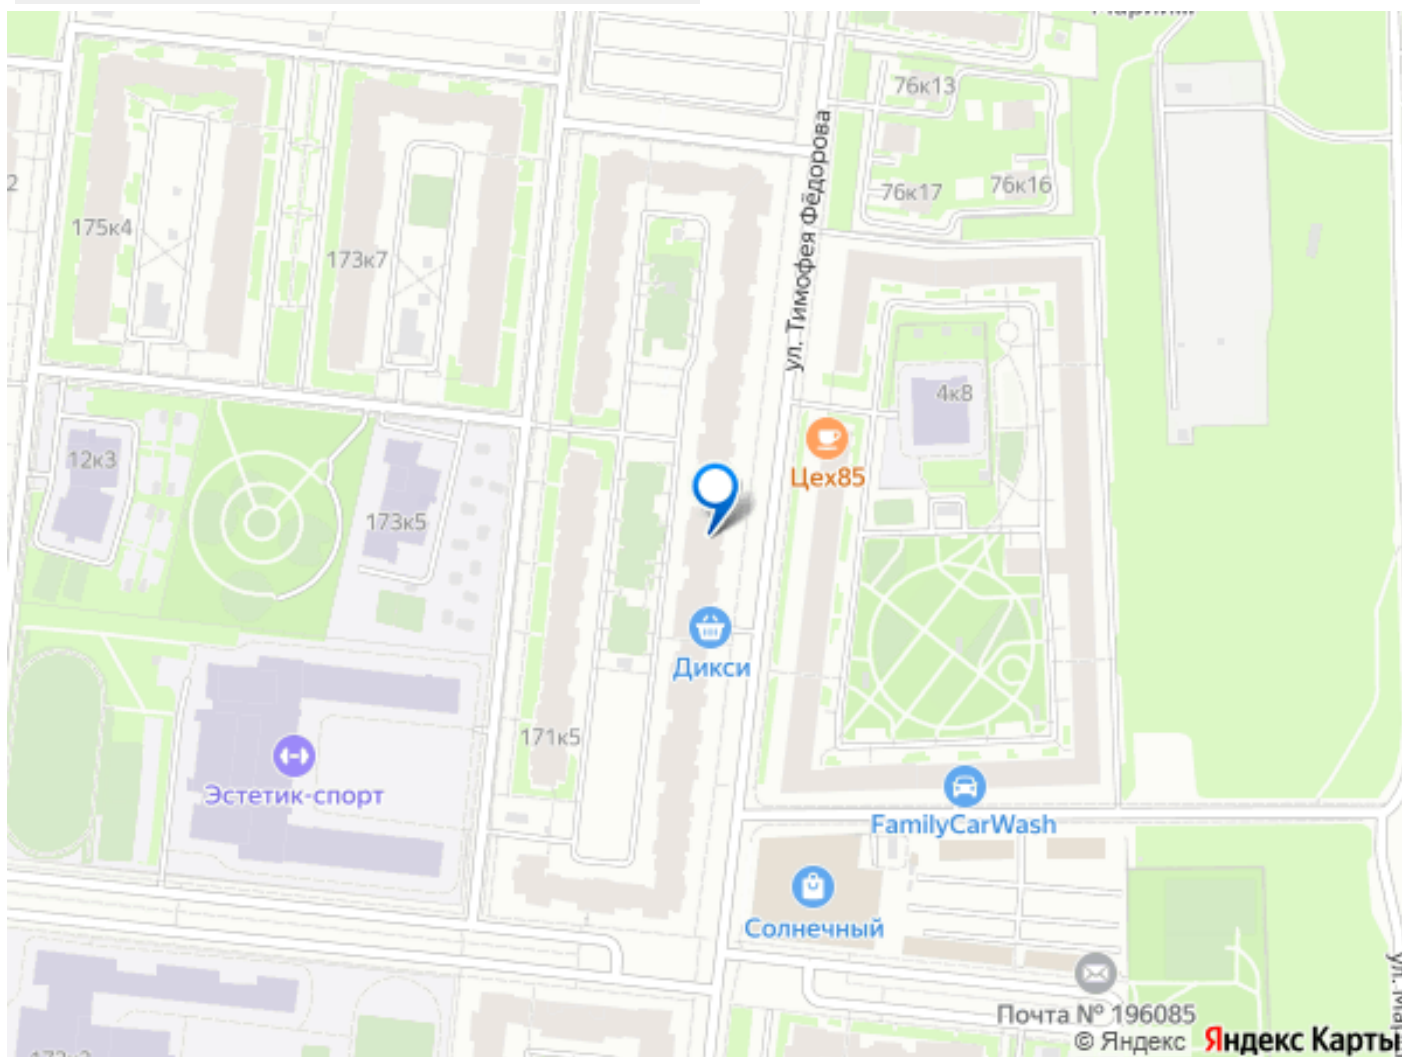 76к13
ул. Тимофея Фёдорова
76к17
76к16
175к4
173к7
4к8
12к3
Цех85
173к5
Дикси
171к5
Эстетик-спорт
FamilyCarWash
Солнечный
Почта № 196085
© Яндекс Яндекс Карты